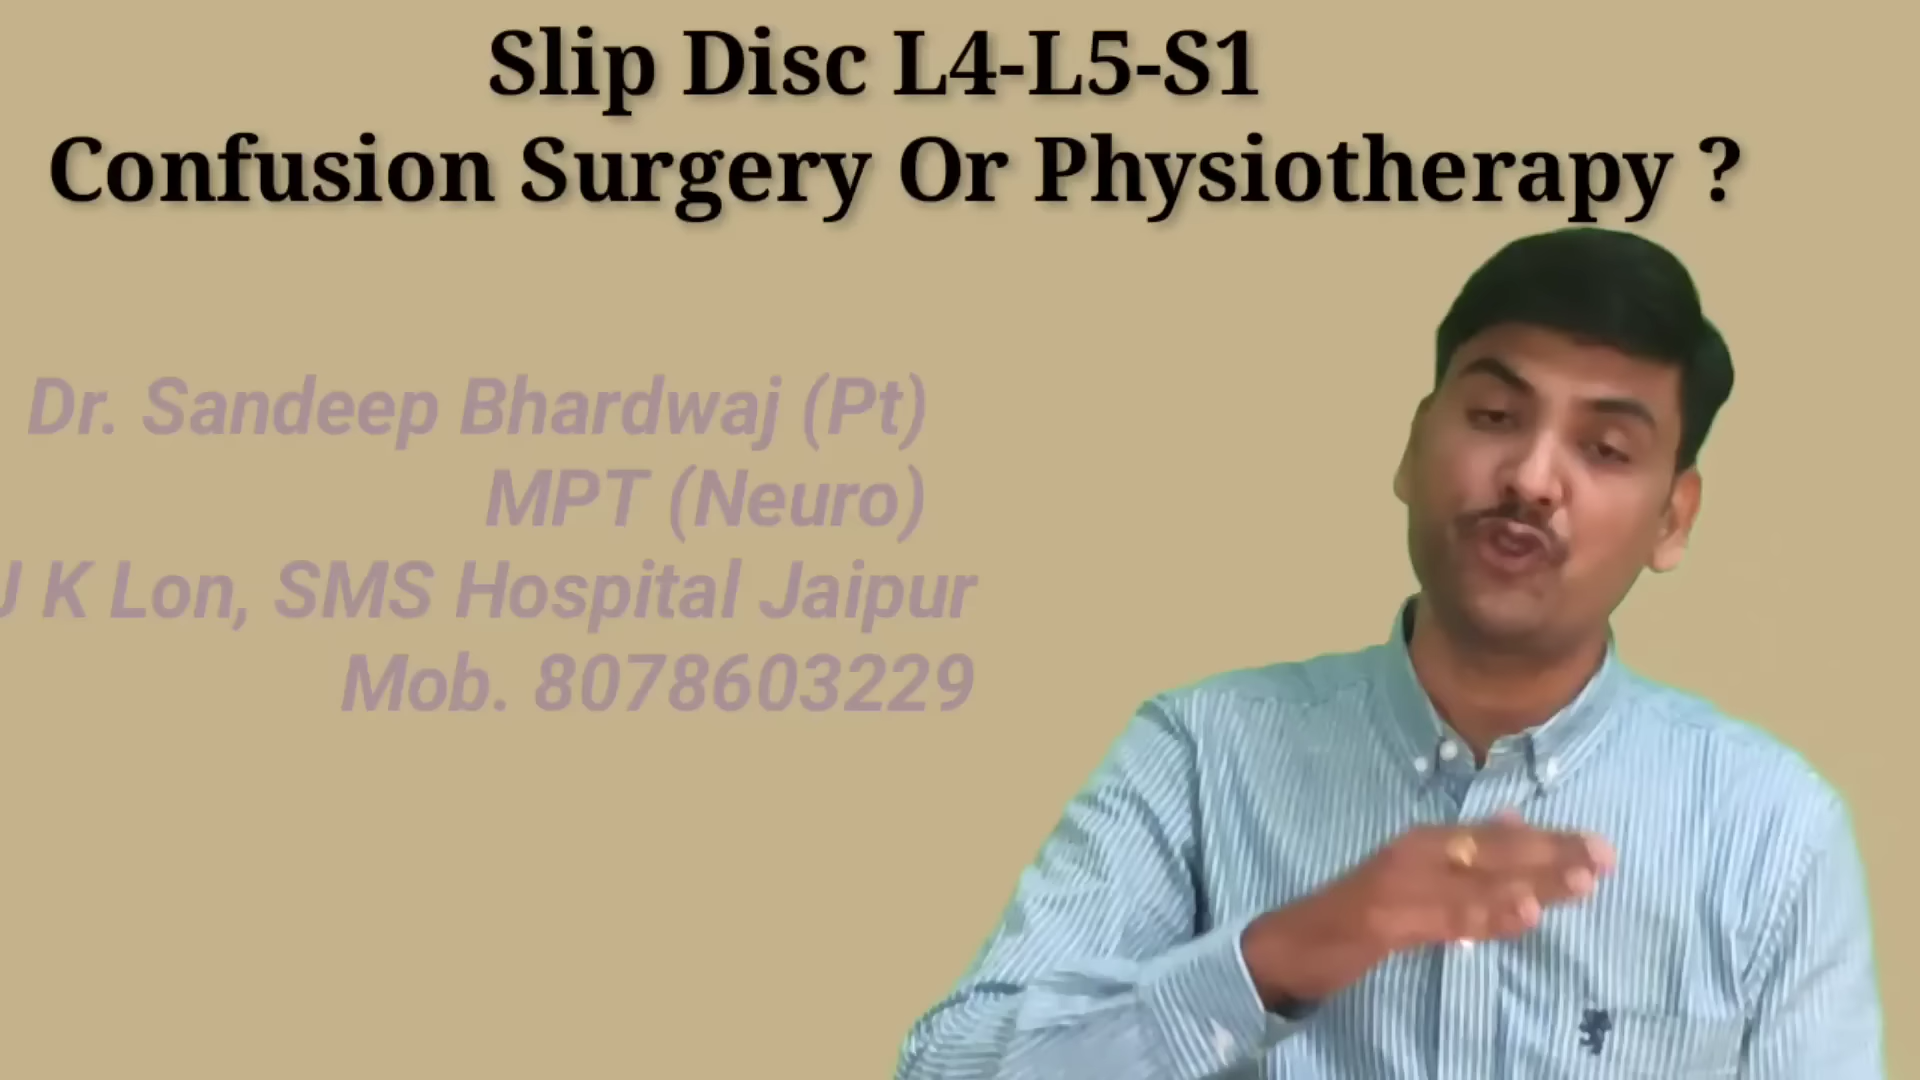 Slip Disc L4-L5-S1
Confusion Surgery Or Physiotherapy ?
Dr. Sandeep Bhardwaj (Pt)
MPT (Neuro)
J K Lon, SMS Hospital Jaipur
Mob. 8078603229